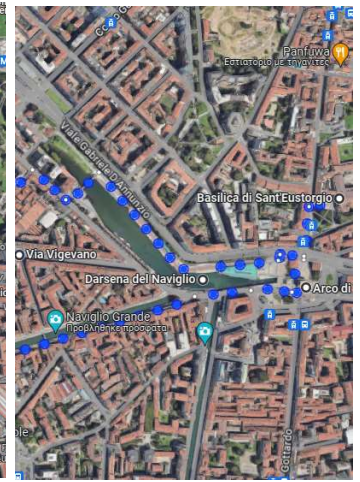 Panfuwa
Εστιατόριο με τηγανίτες
Viale Gabriele D'Annunzio
Basilica di Sant'Eustorgio
Via Vigevano
Darsena del Naviglio
Arco di
Naviglio Grande
Προβλήθηκε πρόσφατα
ole
Gottardo